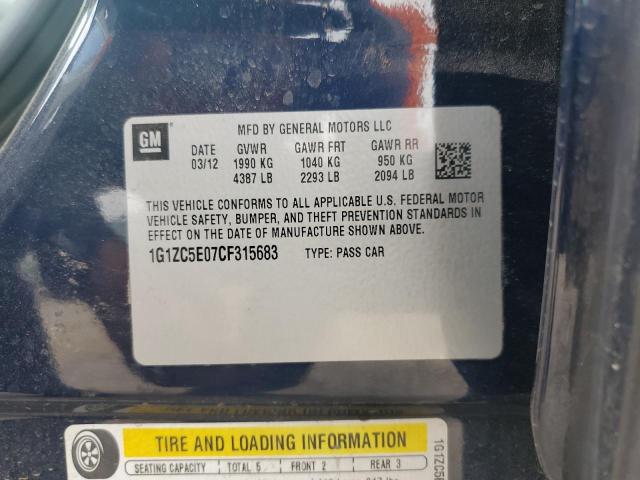 GM
MFD BY GENERAL MOTORS LLC
DATE GVWR GAWR FRT GAWR RR
03/12 1990 KG 1040 KG 950 KG
4387 LB 2293 LB 2094 LB
THIS VEHICLE CONFORMS TO ALL APPLICABLE U.S. FEDERAL MOTOR
VEHICLE SAFETY, BUMPER, AND THEFT PREVENTION STANDARDS IN
EFFECT ON THE DATE OF MANUFACTURE SHOWN ABOVE.
1G1ZC5E07CF315683 TYPE: PASS CAR
TIRE AND LOADING INFORMATION
SEATING CAPACITY TOTAL 5 FRONT 2 REAR 3
1G1ZC5